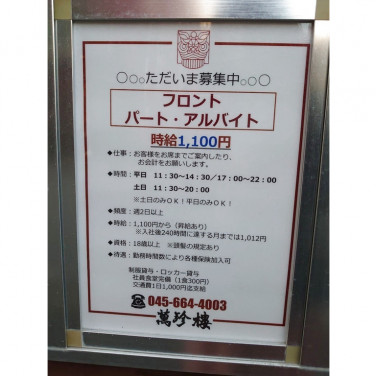 ○○○ただいま募集中○○○
フロント
パート・アルバイト
時給1,100円
◆仕事：お客様をお席までご案内したり、
お会計をお願いします。
◆時間：平日　11：30～14：30／17：00～22：00
土日　11：30～20：00
※土日のみOK！平日のみOK！
◆頻度：週2日以上
◆時給：1,100円から（昇給あり）
※入社後240時間に達する月までは1,012円
◆資格：18歳以上　※頭髪の規定あり
◆待遇：勤務時間数により各種保険加入可
制服貸与・ロッカー貸与
社員食堂完備（1食300円）
交通費1日1,000円迄支給
☎045-664-4003
萬珍樓